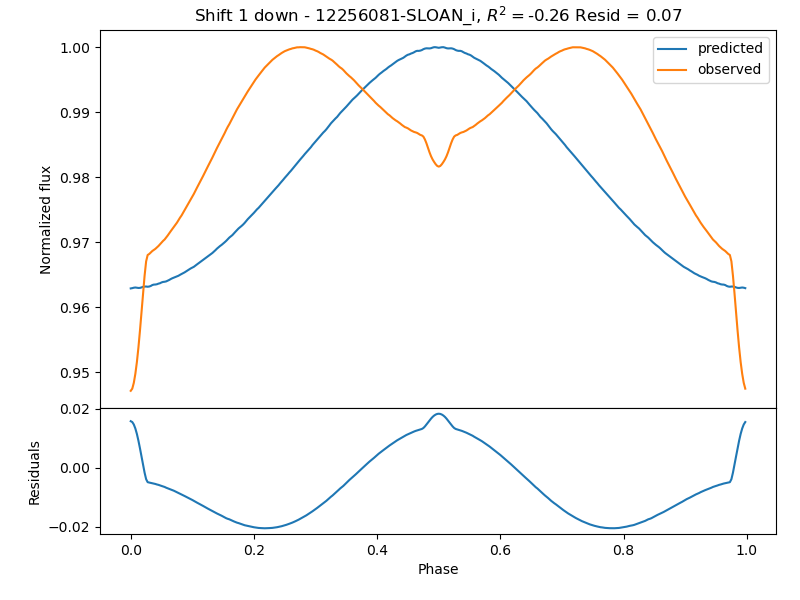 Shift 1 down - 12256081-SLOAN_i, R² = -0.26 Resid = 0.07
predicted
observed
Normalized flux
1.00
0.99
0.98
0.97
0.96
0.95
Residuals
0.02
0.00
−0.02
0.0
0.2
0.4
0.6
0.8
1.0
Phase